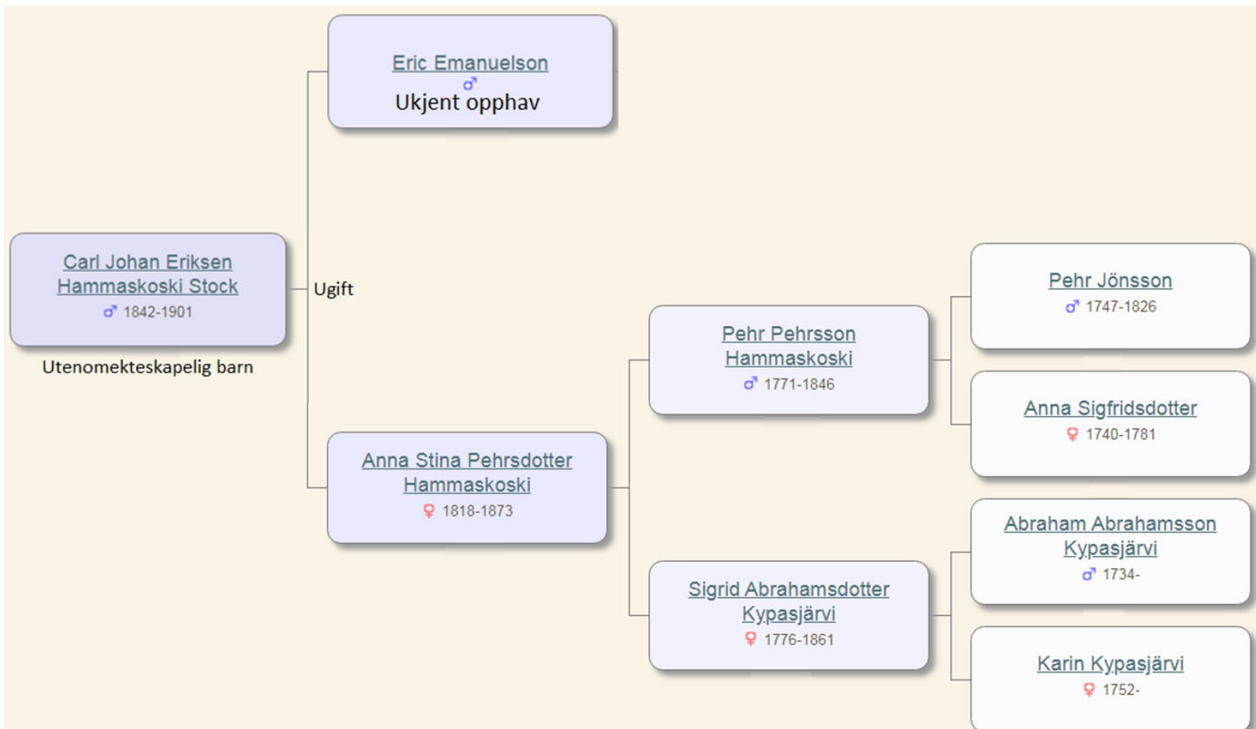 Eric Emanuelson
♂
Ukjent opphav
Carl Johan Eriksen
Hammaskoski Stock
♂ 1842-1901
Utenomekteskapelig barn
Ugift
Anna Stina Pehrsdotter
Hammaskoski
♀ 1818-1873
Pehr Pehrsson
Hammaskoski
♂ 1771-1846
Sigrid Abrahamsdotter
Kypasjärvi
♀ 1776-1861
Pehr Jönsson
♂ 1747-1826
Anna Sigfridsdotter
♀ 1740-1781
Abraham Abrahamsson
Kypasjärvi
♂ 1734-
Karin Kypasjärvi
♀ 1752-